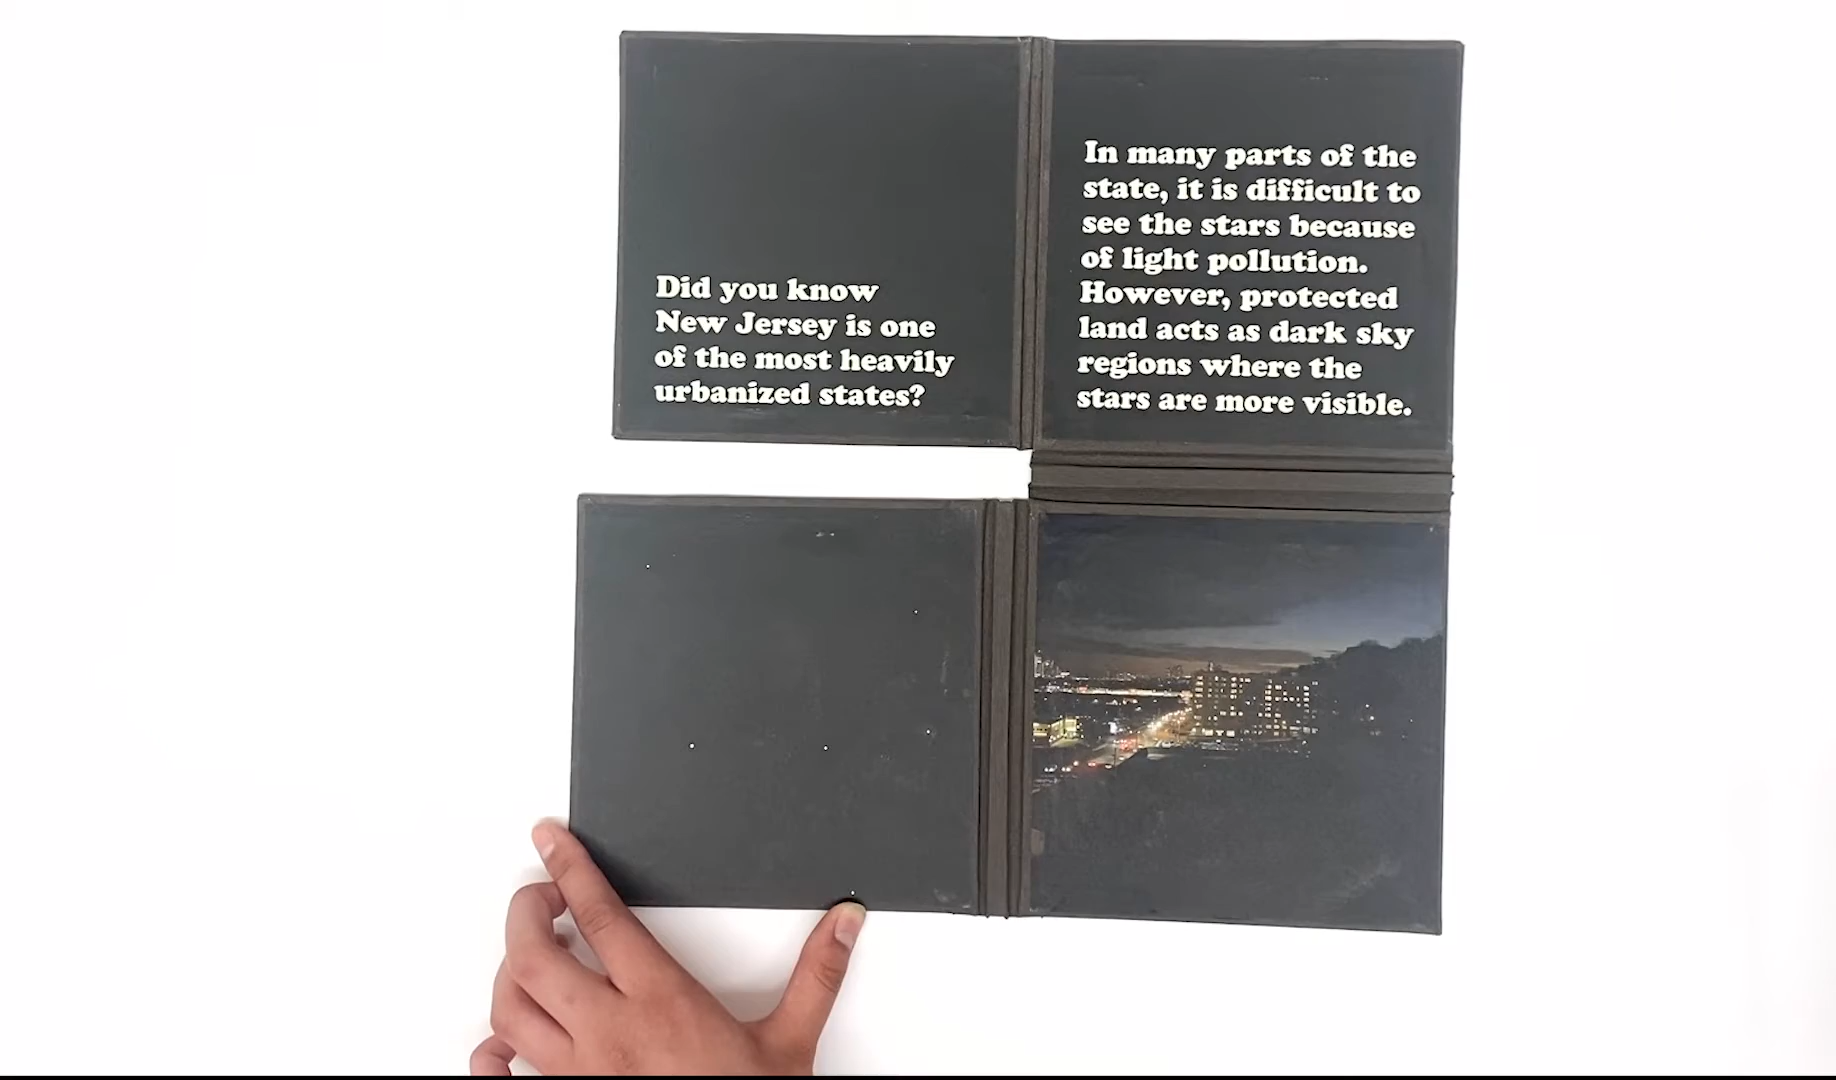 Did you know
New Jersey is one
of the most heavily
urbanized states?
In many parts of the
state, it is difficult to
see the stars because
of light pollution.
However, protected
land acts as dark sky
regions where the
stars are more visible.